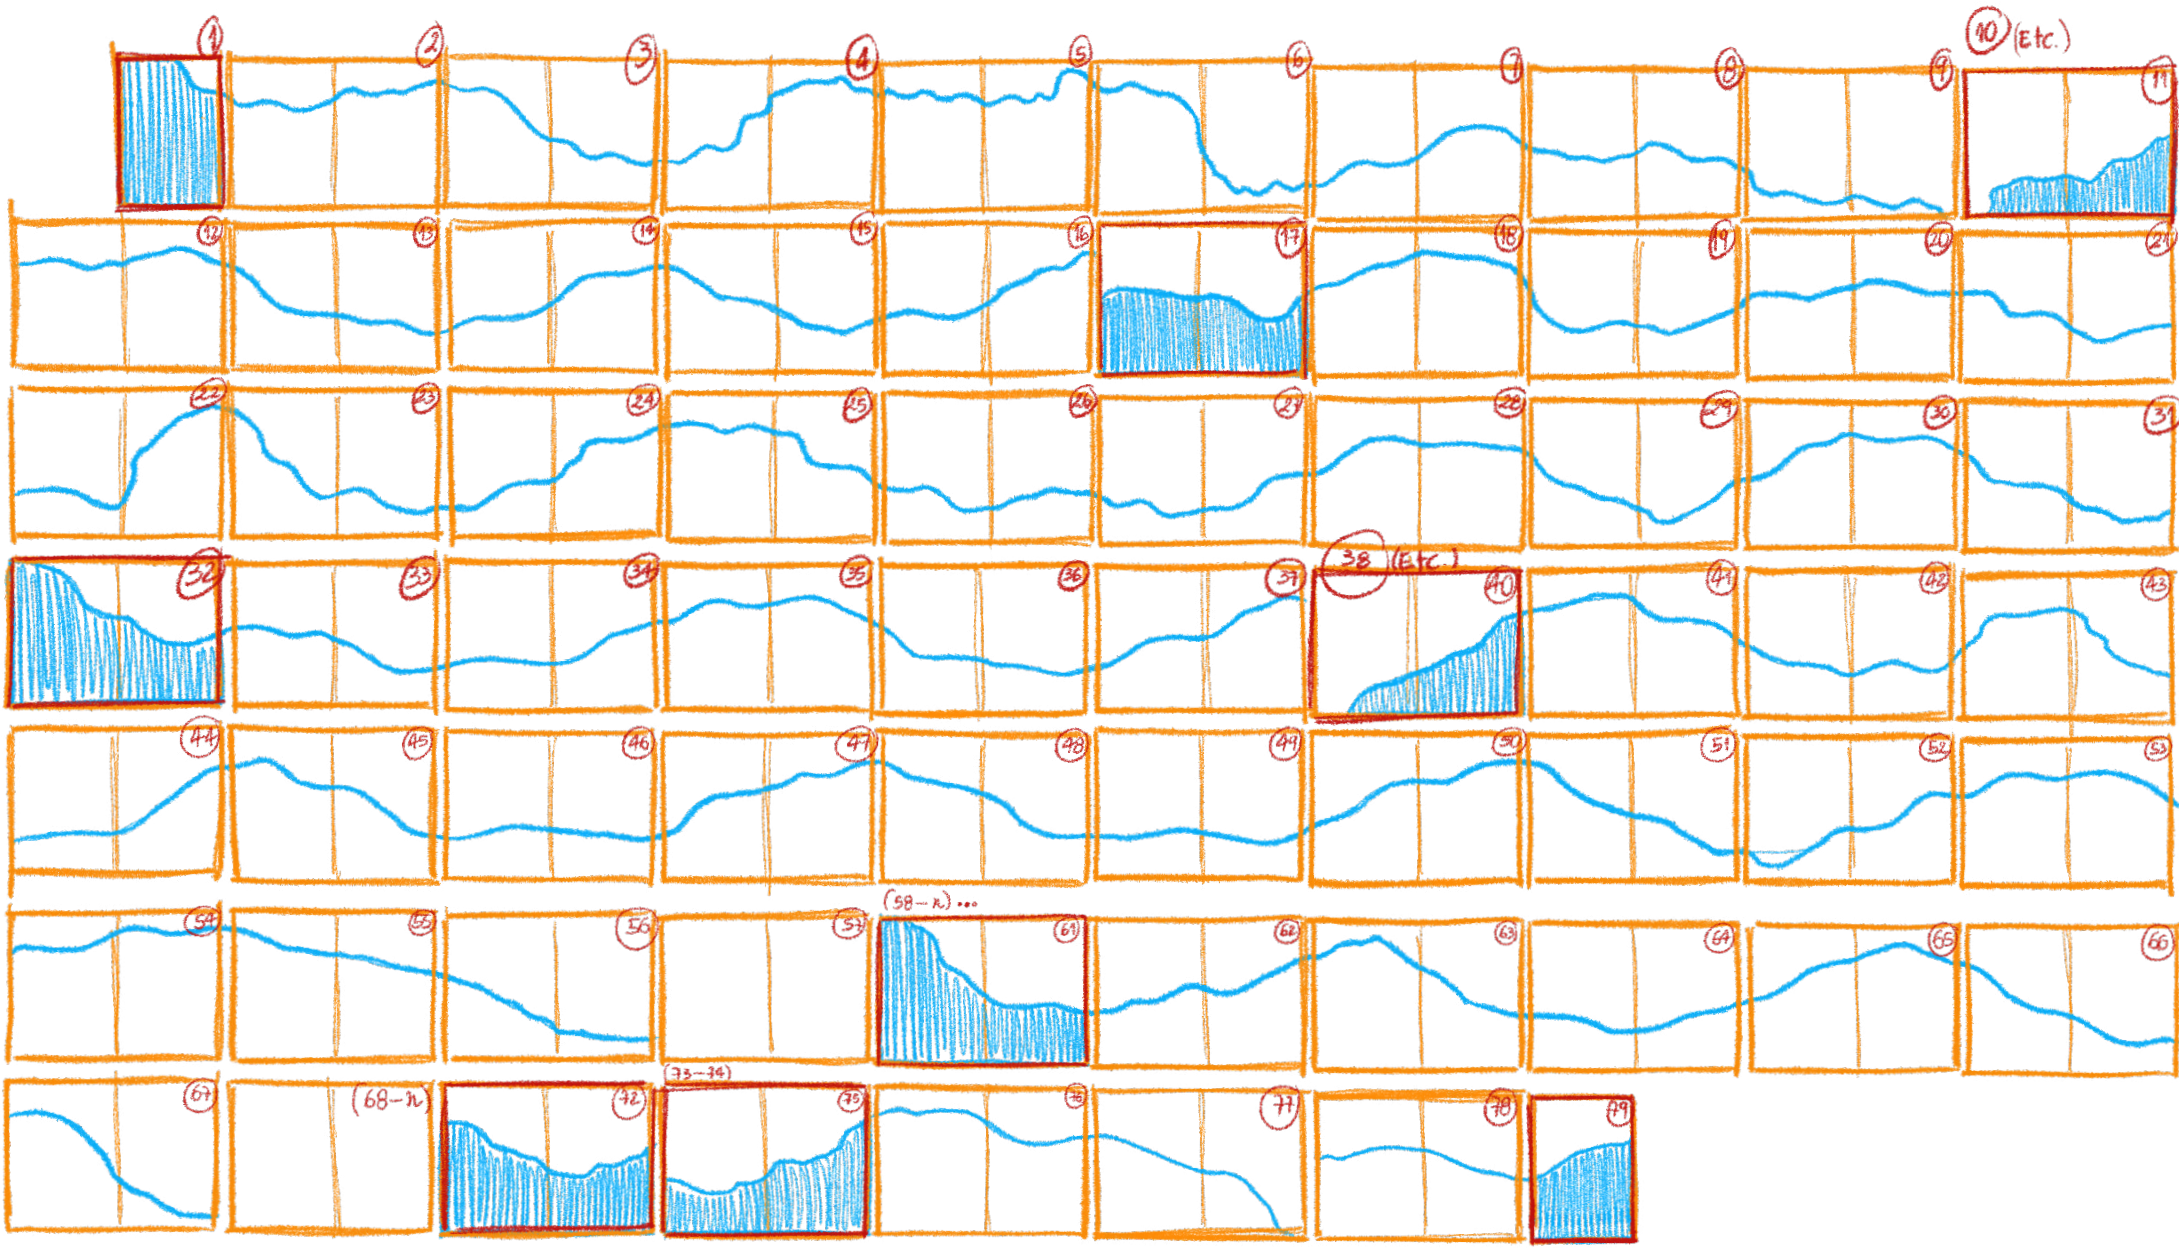 1 2 3 4 5 6 7 8 9 10 (Etc.) 11
12 13 14 15 16 17 18 19 20 21
22 23 24 25 26 27 28 29 30 31
32 33 34 35 36 37 38 (Etc.) 40 41 42 43
44 45 46 47 48 49 50 51 52 53
54 55 56 57 (58-n)... 61 62 63 64 65 66
67 (68-n) 72 (73-74) 75 76 77 78 79